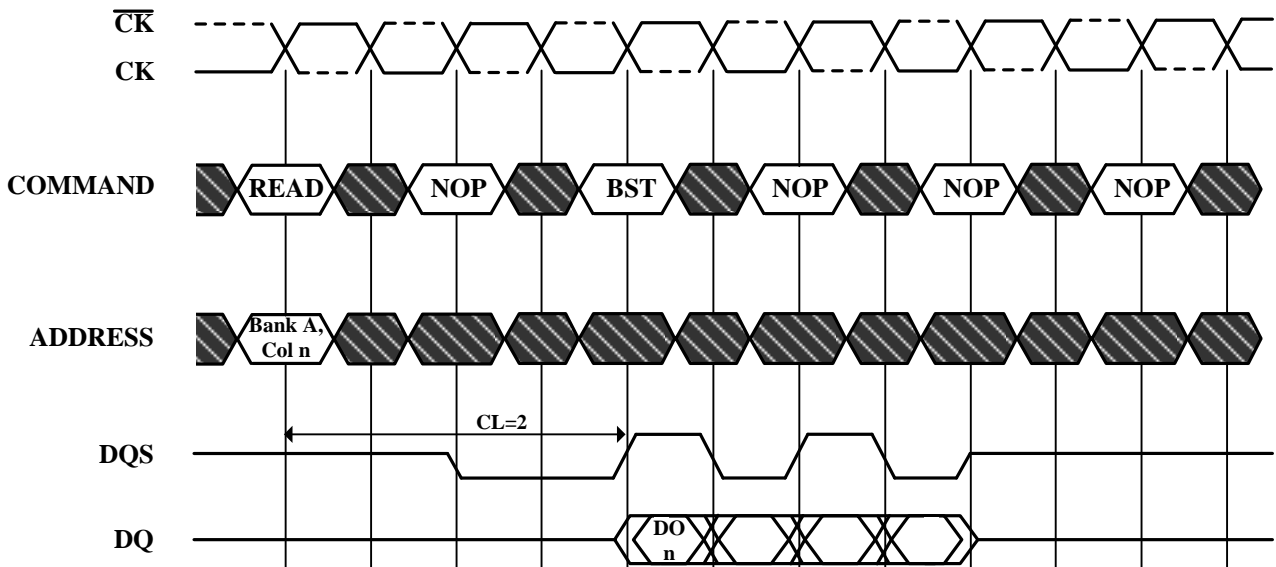 CK
CK
COMMAND
READ NOP BST NOP NOP NOP
ADDRESS
Bank A,
Col n
CL=2
DQS
DQ
DO
n